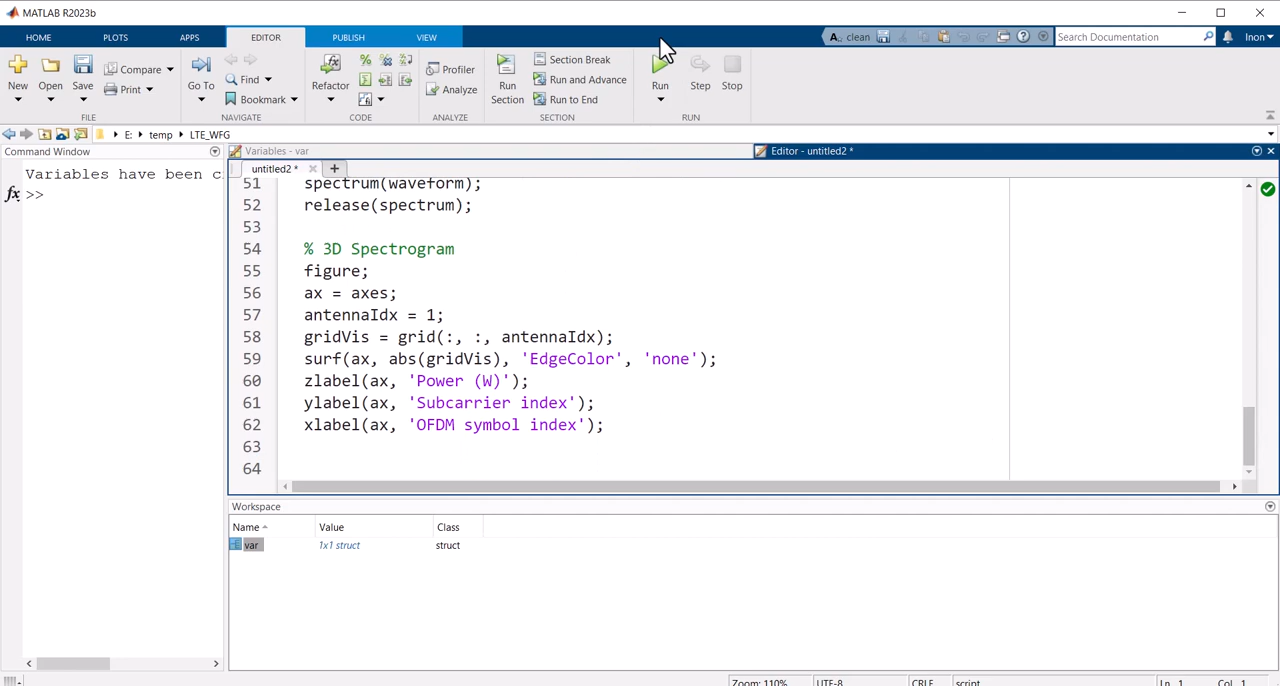 MATLAB R2023b
HOME PLOTS APPS EDITOR PUBLISH VIEW
clean
Search Documentation
Inon
New Open Save
Compare
Print
FILE
Go To
Find
Bookmark
NAVIGATE
Refactor
CODE
Profiler
Analyze
ANALYZE
Run Section
Section Break
Run and Advance
Run to End
SECTION
Run Step Stop
RUN
E: temp LTE_WFG
Command Window
Variables have been c
fx >>
Variables - var
Editor - untitled2 *
untitled2 *
51 spectrum(waveform);
52 release(spectrum);
53
54 % 3D Spectrogram
55 figure;
56 ax = axes;
57 antennaIdx = 1;
58 gridVis = grid(:, :, antennaIdx);
59 surf(ax, abs(gridVis), 'EdgeColor', 'none');
60 zlabel(ax, 'Power (W)');
61 ylabel(ax, 'Subcarrier index');
62 xlabel(ax, 'OFDM symbol index');
63
64
Workspace
Name Value Class
var 1x1 struct struct
Zoom: 110% UTF-8 CRLF script Ln 1 Col 1